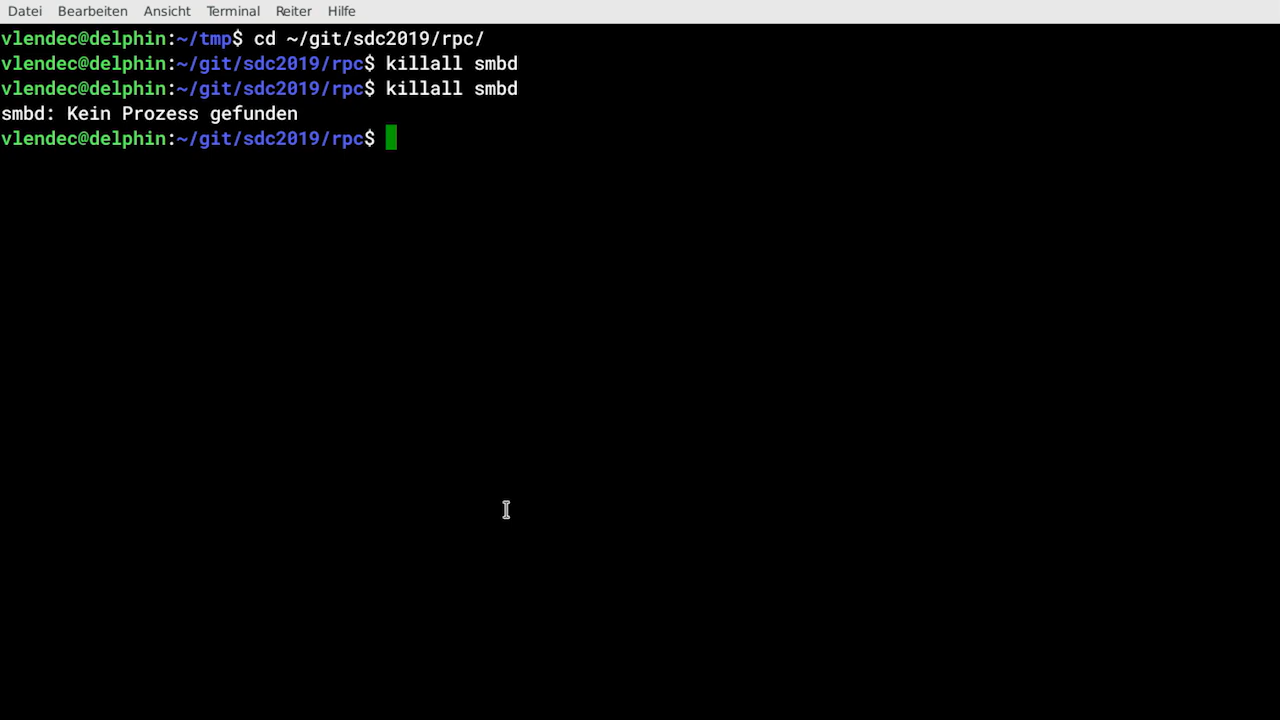 Datei Bearbeiten Ansicht Terminal Reiter Hilfe
vlendec@delphin:~/tmp$ cd ~/git/sdc2019/rpc/
vlendec@delphin:~/git/sdc2019/rpc$ killall smbd
vlendec@delphin:~/git/sdc2019/rpc$ killall smbd
smbd: Kein Prozess gefunden
vlendec@delphin:~/git/sdc2019/rpc$